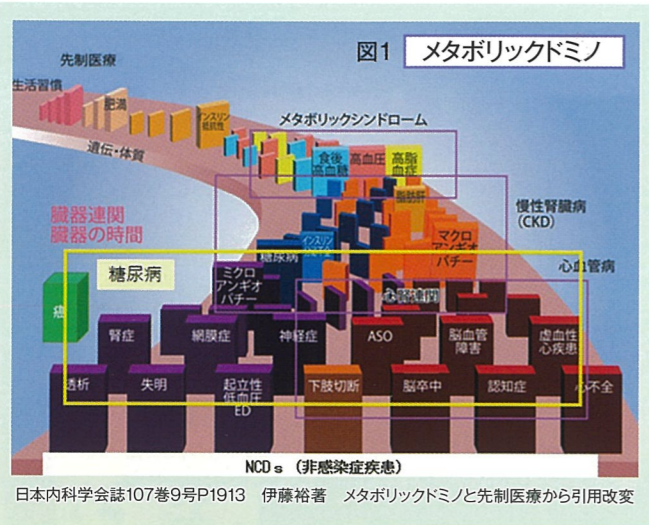 図1 メタボリックドミノ
先制医療
生活習慣
肥満
インスリン
抵抗性
遺伝・体質
メタボリックシンドローム
食後
高血糖
高血圧
高脂
血症
脂肪肝
慢性腎臓病
(CKD)
臓器連関
臓器の時間
インスリン
糖尿病
マクロ
アンギオ
パチー
心血管病
糖尿病
ミクロ
アンギオ
パチー
心腎連関
癌
腎症
網膜症
神経症
ASO
脳血管
障害
虚血性
心疾患
透析
失明
起立性
低血圧
ED
下肢切断
脳卒中
認知症
心不全
NCDs (非感染症疾患)
日本内科学会誌107巻9号P1913 伊藤裕著 メタボリックドミノと先制医療から引用改変